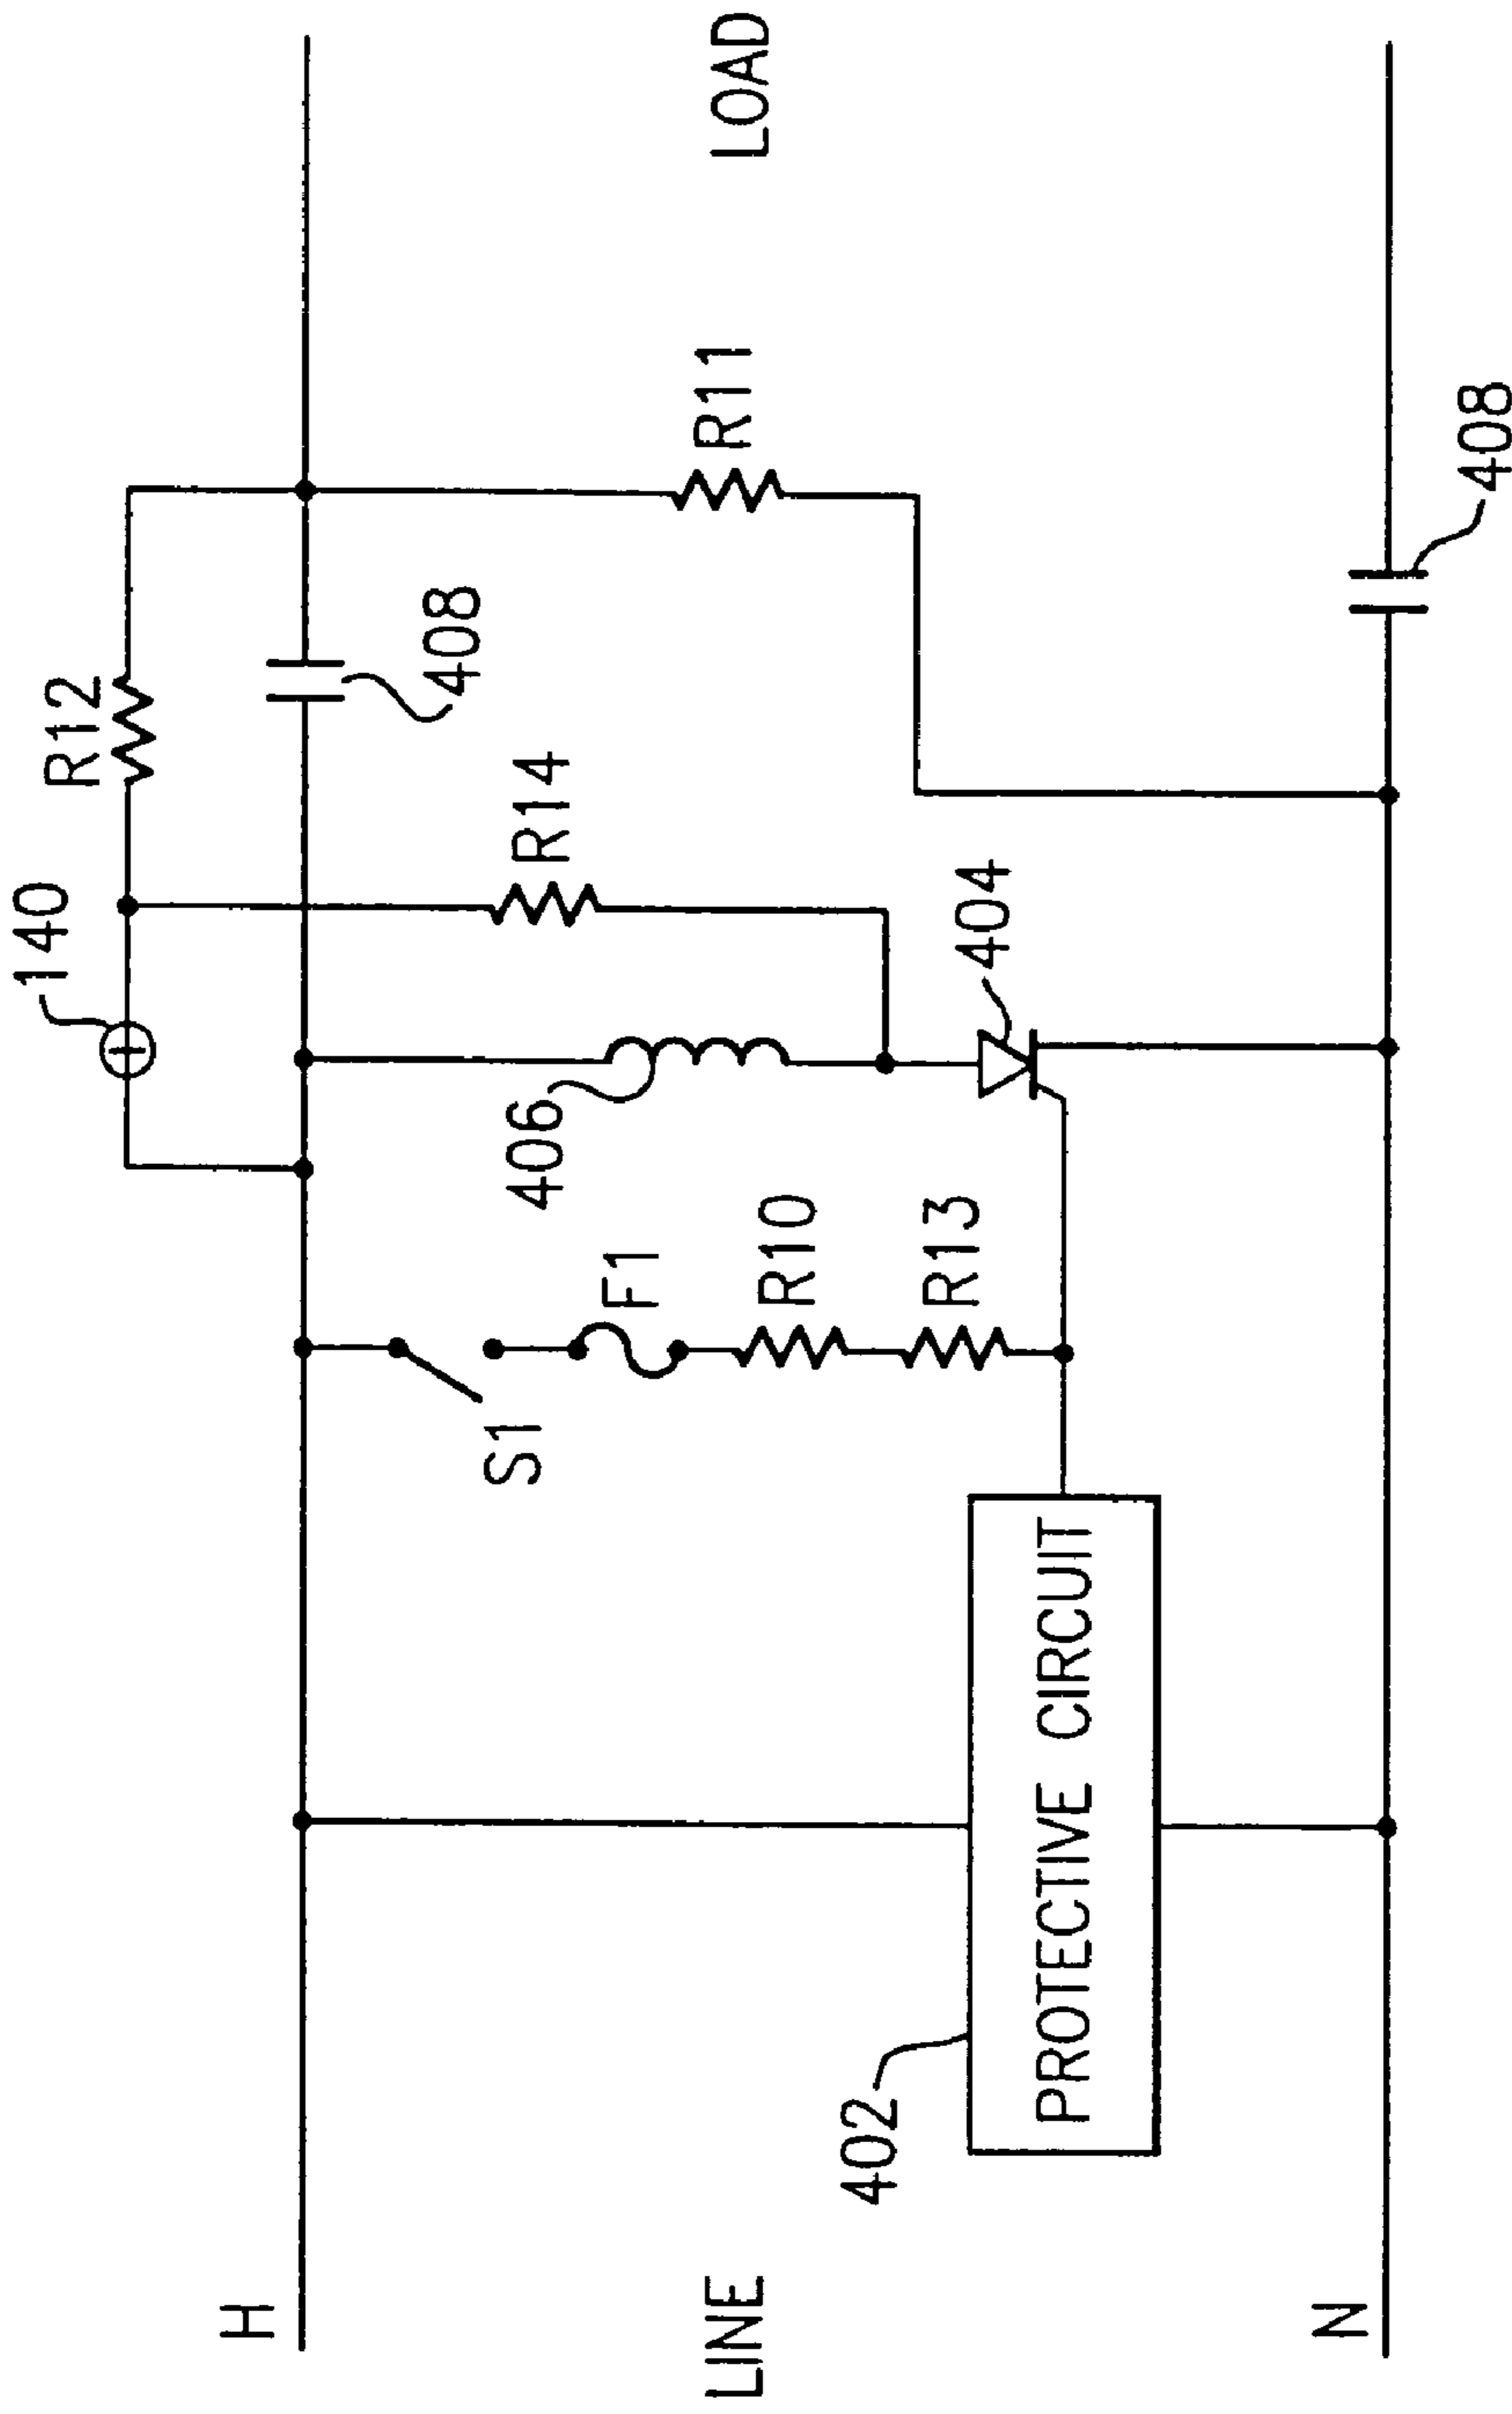 140
R12
H
408
R14
406
S1
F1
R10
R13
R11
LINE
LOAD
404
402
PROTECTIVE CIRCUIT
N
408